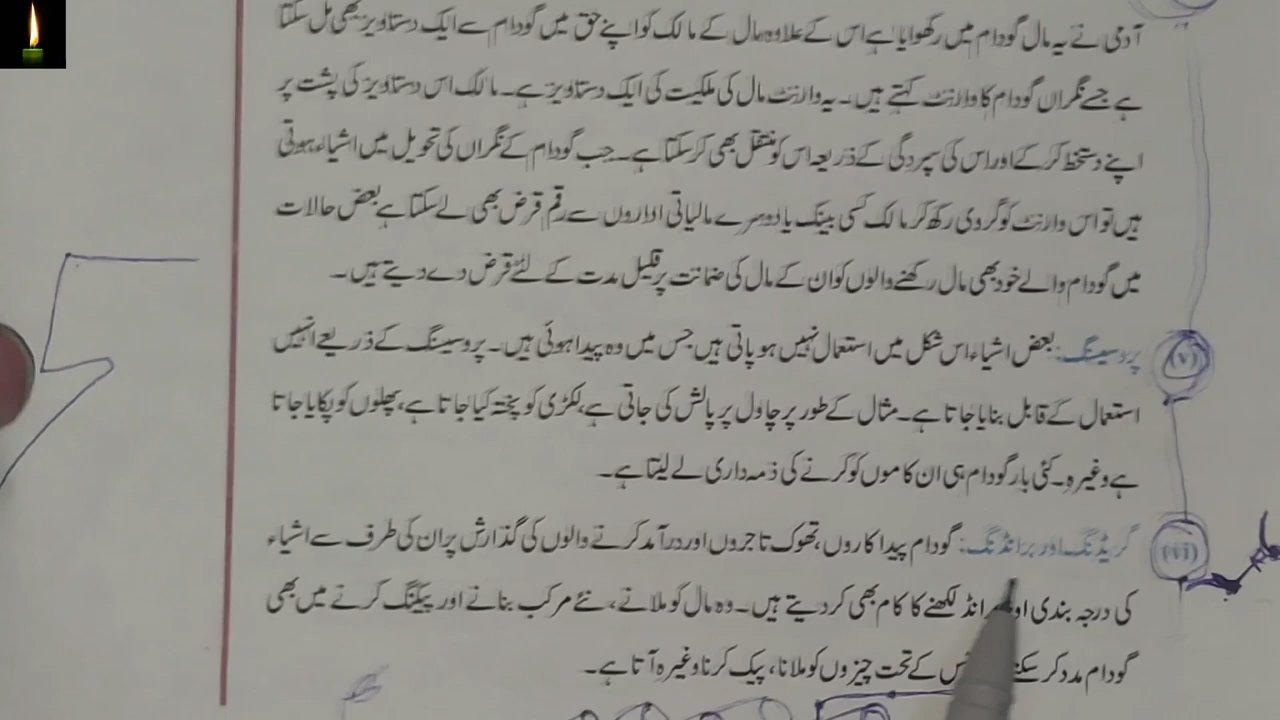 آدمی نے یہ مال گودام میں رکھوایا ہے اس کے علاوہ مال کے مالک کو اپنے حق میں گودام سے ایک دستاویز بھی مل سکتا
ہے جسے نگراں گودام کا وارنٹ کہتے ہیں۔ یہ وارنٹ مال کی ملکیت کی ایک دستاویز ہے۔ مالک اس دستاویز کی پشت پر
اپنے دستخط کر کے اور اس کی سپردگی کے ذریعہ اس کو منتقل بھی کر سکتا ہے۔ جب گودام کے نگراں کی تحویل میں اشیاء ہوتی
ہیں تو اس وارنٹ کو گروی رکھ کر مالک کسی بینک یا دوسرے مالیاتی اداروں سے رقم قرض بھی لے سکتا ہے بعض حالات
میں گودام والے خود بھی مال رکھنے والوں کو ان کے مال کی ضمانت پر قلیل مدت کے لئے قرض دے دیتے ہیں۔
(v) پروسیسنگ: بعض اشیاء اس شکل میں استعمال نہیں ہو پاتی ہیں جس میں وہ پیدا ہوئی ہیں۔ پروسیسنگ کے ذریعے انہیں
استعمال کے قابل بنایا جاتا ہے۔ مثال کے طور پر چاول پر پالش کی جاتی ہے، لکڑی کو پختہ کیا جاتا ہے، پھلوں کو پکایا جاتا
ہے وغیرہ۔ کئی بار گودام ہی ان کاموں کو کرنے کی ذمہ داری لے لیتا ہے۔
(vi) گریڈنگ اور برانڈنگ: گودام پیداکاروں، تھوک تاجروں اور درآمد کرنے والوں کی گذارش پر ان کی طرف سے اشیاء
کی درجہ بندی لکھنے کا کام بھی کر دیتے ہیں۔ وہ مال کو ملانے، نئے مرکب بنانے اور پیکنگ کرنے میں بھی
گودام مدد کر کے تحت چیزوں کو ملانا، پیک کرنا وغیرہ آتا ہے۔